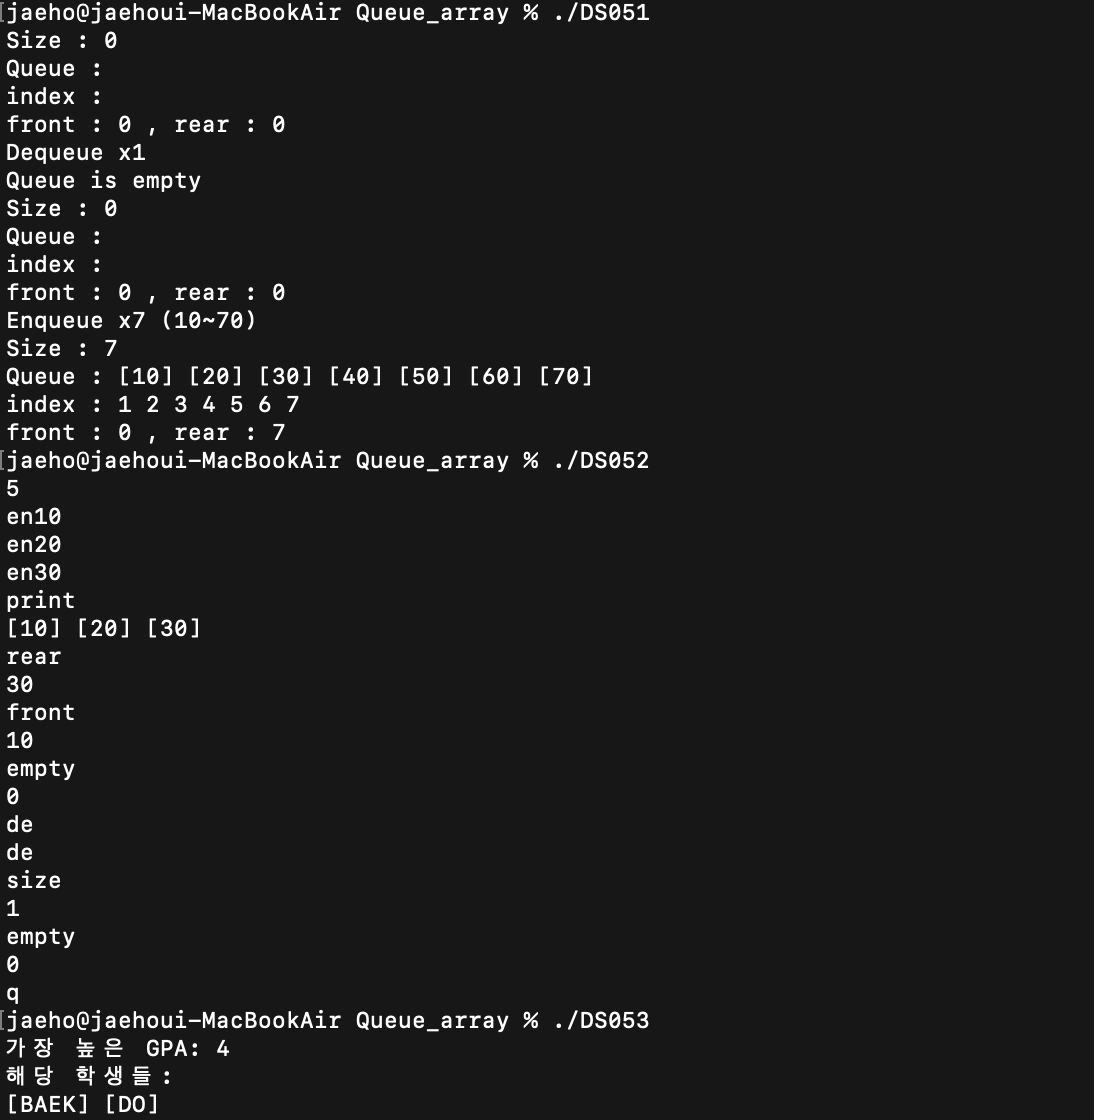 jaeho@jaehoui-MacBookAir Queue_array % ./DS051
Size : 0
Queue :
index :
front : 0 , rear : 0
Dequeue x1
Queue is empty
Size : 0
Queue :
index :
front : 0 , rear : 0
Enqueue x7 (10~70)
Size : 7
Queue : [10] [20] [30] [40] [50] [60] [70]
index : 1 2 3 4 5 6 7
front : 0 , rear : 7
jaeho@jaehoui-MacBookAir Queue_array % ./DS052
5
en10
en20
en30
print
[10] [20] [30]
rear
30
front
10
empty
0
de
de
size
1
empty
0
q
jaeho@jaehoui-MacBookAir Queue_array % ./DS053
가장 높은 GPA: 4
해당 학생들:
[BAEK] [DO]